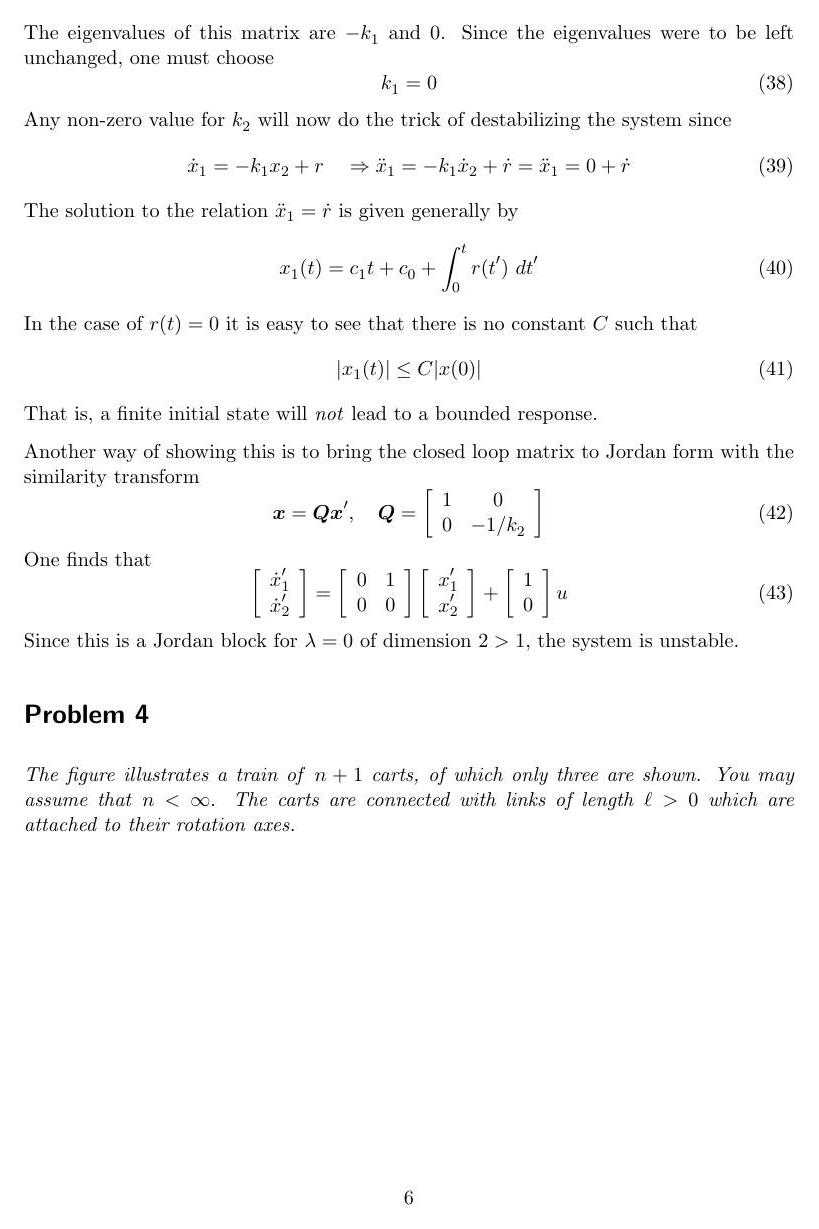 The eigenvalues of this matrix are −k₁ and 0. Since the eigenvalues were to be left
unchanged, one must choose
k₁ = 0 (38)
Any non-zero value for k₂ will now do the trick of destabilizing the system since
ẋ₁ = −k₁x₂ + r ⇒ ẍ₁ = −k₁ẋ₂ + ṙ = ẍ₁ = 0 + ṙ (39)
The solution to the relation ẍ₁ = ṙ is given generally by
x₁(t) = c₁t + c₀ + ∫₀ᵗ r(t′) dt′ (40)
In the case of r(t) = 0 it is easy to see that there is no constant C such that
|x₁(t)| ≤ C|x(0)| (41)
That is, a finite initial state will not lead to a bounded response.
Another way of showing this is to bring the closed loop matrix to Jordan form with the
similarity transform
x = Qx′, Q = [ 1 0 ; 0 −1/k₂ ] (42)
One finds that
[ ẋ′₁ ; ẋ′₂ ] = [ 0 1 ; 0 0 ] [ x′₁ ; x′₂ ] + [ 1 ; 0 ] u (43)
Since this is a Jordan block for λ = 0 of dimension 2 > 1, the system is unstable.
Problem 4
The figure illustrates a train of n + 1 carts, of which only three are shown. You may
assume that n < ∞. The carts are connected with links of length ℓ > 0 which are
attached to their rotation axes.
6